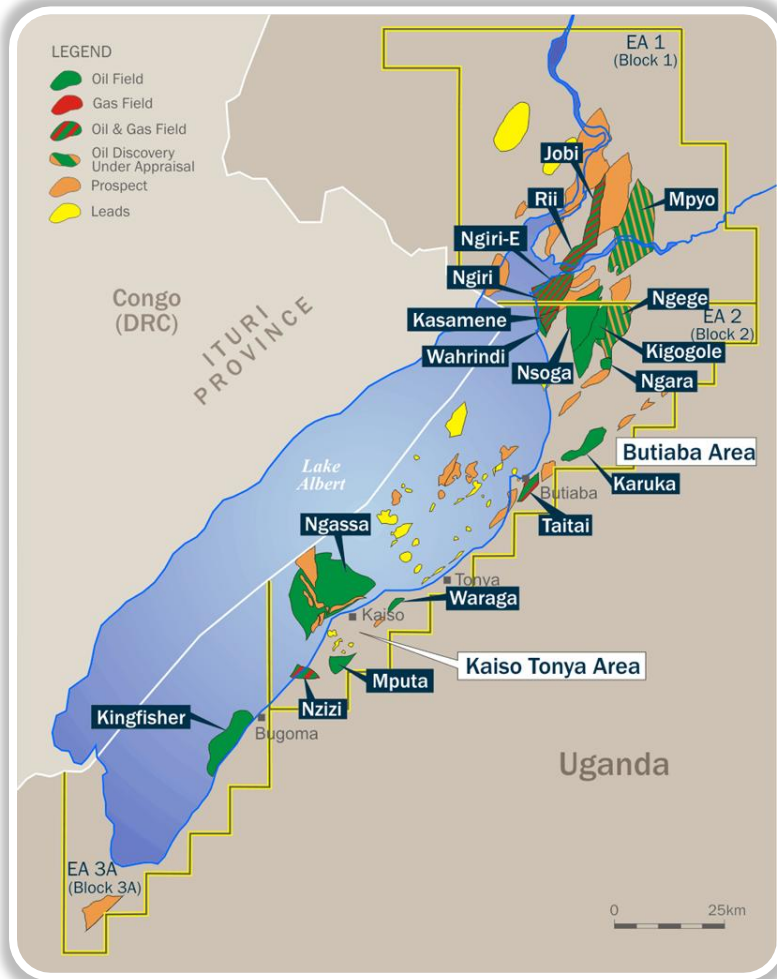 LEGEND
Oil Field
Gas Field
Oil & Gas Field
Oil Discovery
Under Appraisal
Prospect
Leads
EA 1
(Block 1)
Jobi
Rii
Mpyo
Ngiri-E
Ngiri
Congo
(DRC)
ITURI
PROVINCE
Kasamene
Wahrindi
Ngege
EA 2
(Block 2)
Kigogole
Nsoga
Ngara
Butiaba Area
Lake
Albert
Karuka
Butiaba
Taitai
Ngassa
Tonya
Waraga
Kaiso
Kaiso Tonya Area
Mputa
Nzizi
Kingfisher
Bugoma
Uganda
EA 3A
(Block 3A)
0 25km